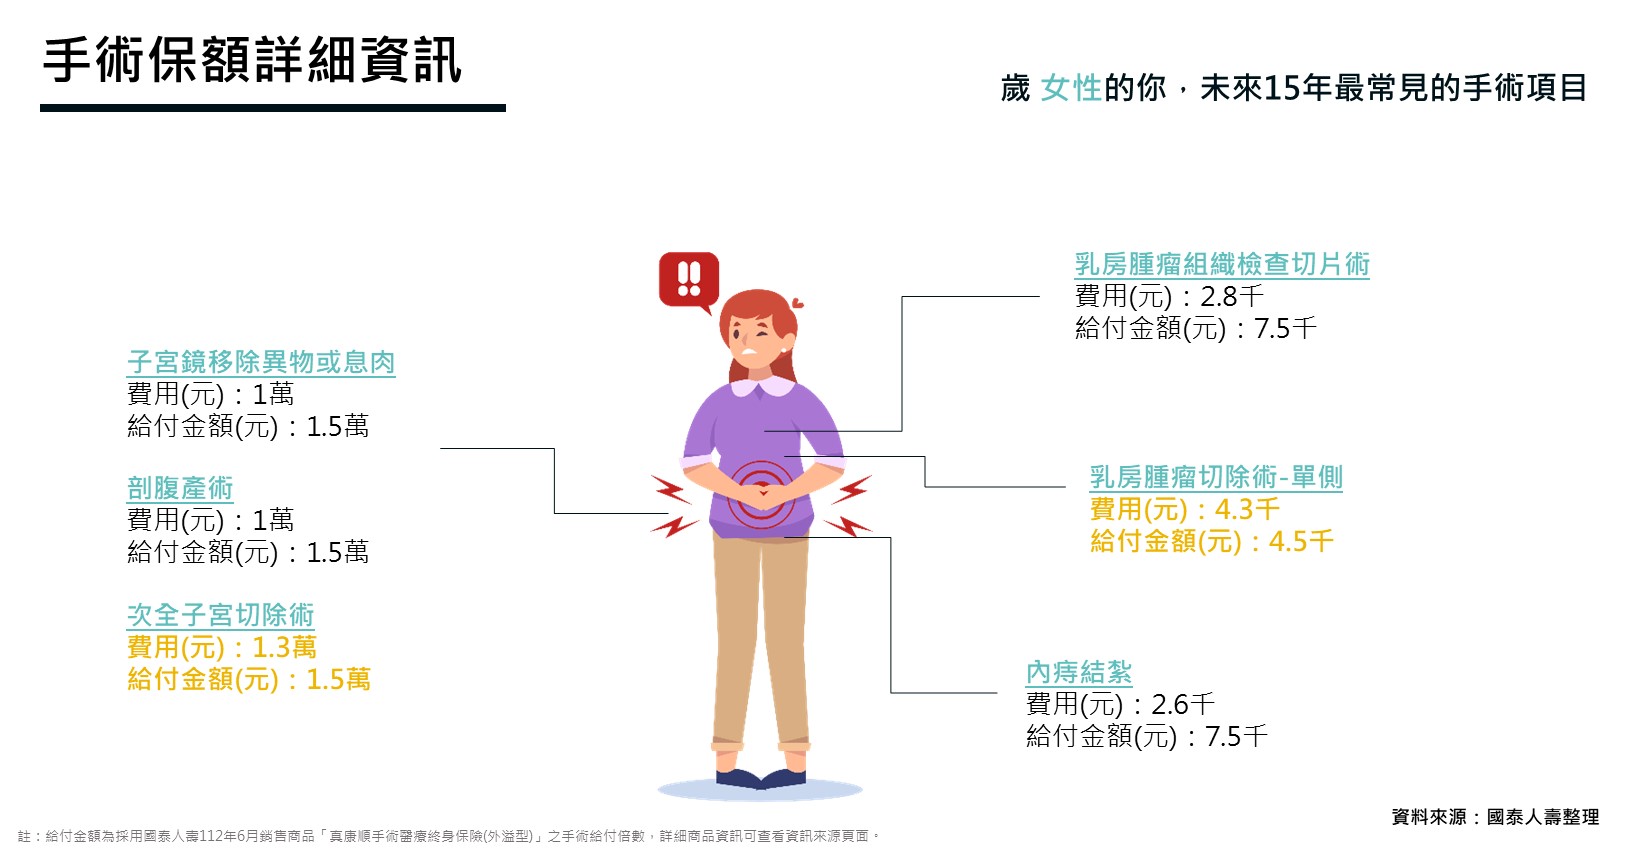 手術保額詳細資訊
歲 女性的你，未來15年最常見的手術項目
子宮鏡移除異物或息肉
費用(元)：1萬
給付金額(元)：1.5萬
剖腹產術
費用(元)：1萬
給付金額(元)：1.5萬
次全子宮切除術
費用(元)：1.3萬
給付金額(元)：1.5萬
乳房腫瘤組織檢查切片術
費用(元)：2.8千
給付金額(元)：7.5千
乳房腫瘤切除術-單側
費用(元)：4.3千
給付金額(元)：4.5千
內痔結紮
費用(元)：2.6千
給付金額(元)：7.5千
資料來源：國泰人壽整理
註：給付金額為採用國泰人壽112年6月銷售商品「真康順手術醫療終身保險(外溢型)」之手術給付倍數，詳細商品資訊可查看資訊來源頁面。